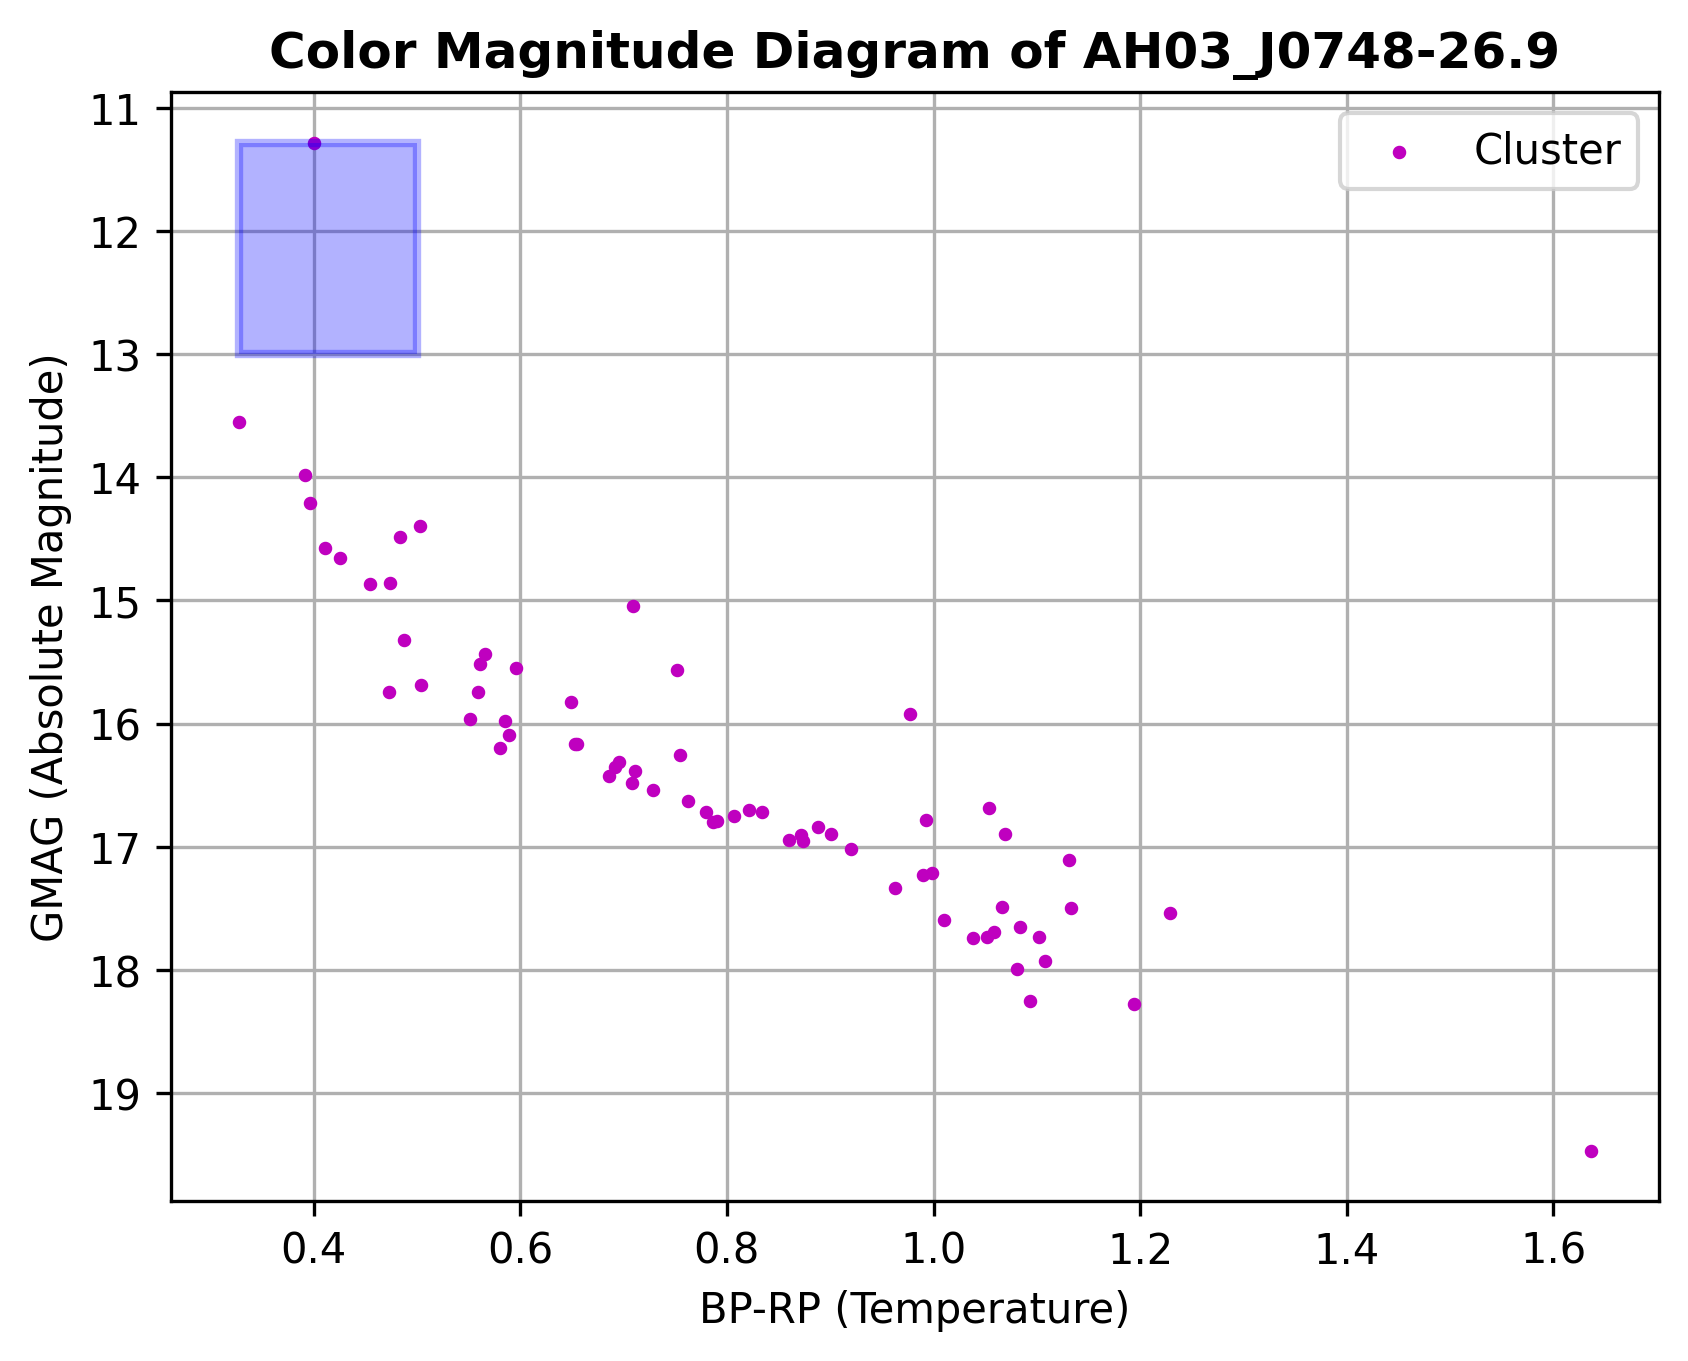 Color Magnitude Diagram of AH03_J0748-26.9
Cluster
11
12
13
14
15
16
17
18
19
GMAG (Absolute Magnitude)
0.4 0.6 0.8 1.0 1.2 1.4 1.6
BP-RP (Temperature)